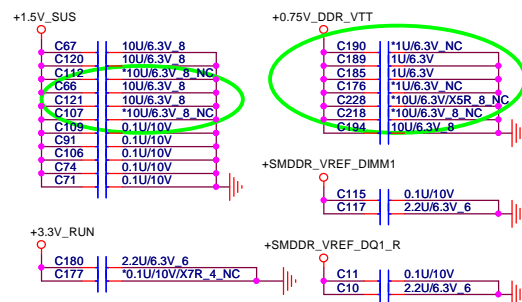 +1.5V_SUS
C67 10U/6.3V_8
C120 10U/6.3V_8
C112 *10U/6.3V_8_NC
C66 10U/6.3V_8
C121 10U/6.3V_8
C107 *10U/6.3V_8_NC
C109 0.1U/10V
C91 0.1U/10V
C106 0.1U/10V
C74 0.1U/10V
C71 0.1U/10V
+0.75V_DDR_VTT
C190 *1U/6.3V_NC
C189 1U/6.3V
C185 1U/6.3V
C176 *1U/6.3V_NC
C228 *10U/6.3V/X5R_8_NC
C218 *10U/6.3V_8_NC
C194 10U/6.3V_8
+SMDDR_VREF_DIMM1
C115 0.1U/10V
C117 2.2U/6.3V_6
+3.3V_RUN
C180 2.2U/6.3V_6
C177 *0.1U/10V/X7R_4_NC
+SMDDR_VREF_DQ1_R
C11 0.1U/10V
C10 2.2U/6.3V_6